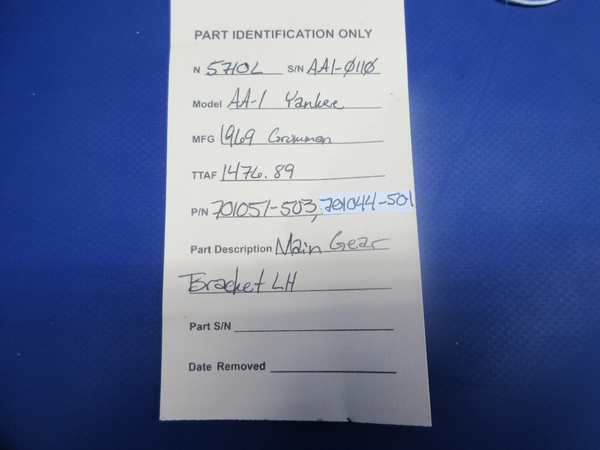 PART IDENTIFICATION ONLY
N 5710L S/N AA1-0110
Model AA-1 Yankee
MFG 1969 Grumman
TTAF 1476.89
P/N 701051-503, 701044-501
Part Description Main Gear
Bracket LH
Part S/N
Date Removed